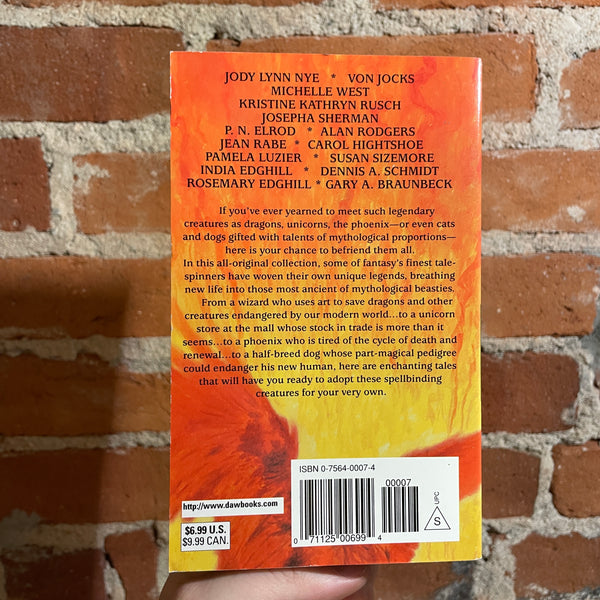 JODY LYNN NYE * VON JOCKS
MICHELLE WEST
KRISTINE KATHRYN RUSCH
JOSEPHA SHERMAN
P. N. ELROD * ALAN RODGERS
JEAN RABE * CAROL HIGHTSHOE
PAMELA LUZIER * SUSAN SIZEMORE
INDIA EDGHILL * DENNIS A. SCHMIDT
ROSEMARY EDGHILL * GARY A. BRAUNBECK
If you've ever yearned to meet such legendary
creatures as dragons, unicorns, the phoenix—or even cats
and dogs gifted with talents of mythological proportions—
here is your chance to befriend them all.
In this all-original collection, some of fantasy's finest tale-
spinners have woven their own unique legends, breathing
new life into those most ancient of mythological beasties.
From a wizard who uses art to save dragons and other
creatures endangered by our modern world...to a unicorn
store at the mall whose stock in trade is more than it
seems...to a phoenix who is tired of the cycle of death and
renewal...to a half-breed dog whose part-magical pedigree
could endanger his new human, here are enchanting tales
that will have you ready to adopt these spellbinding
creatures for your very own.
ISBN 0-7564-0007-4
00007
S
UPC
http://www.dawbooks.com
$6.99 U.S.
$9.99 CAN.
0 71125 00699 4